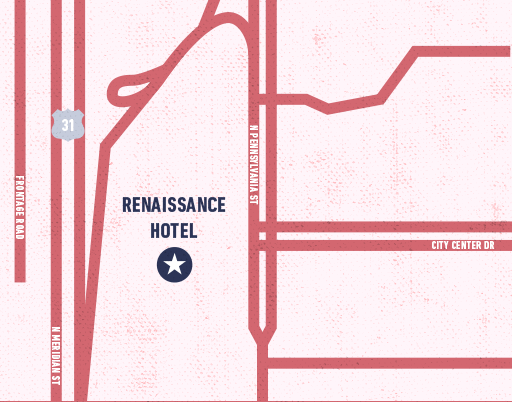 31
N PENNSYLVANIA ST
FRONTAGE ROAD
RENAISSANCE
HOTEL
CITY CENTER DR
N MERIDIAN ST